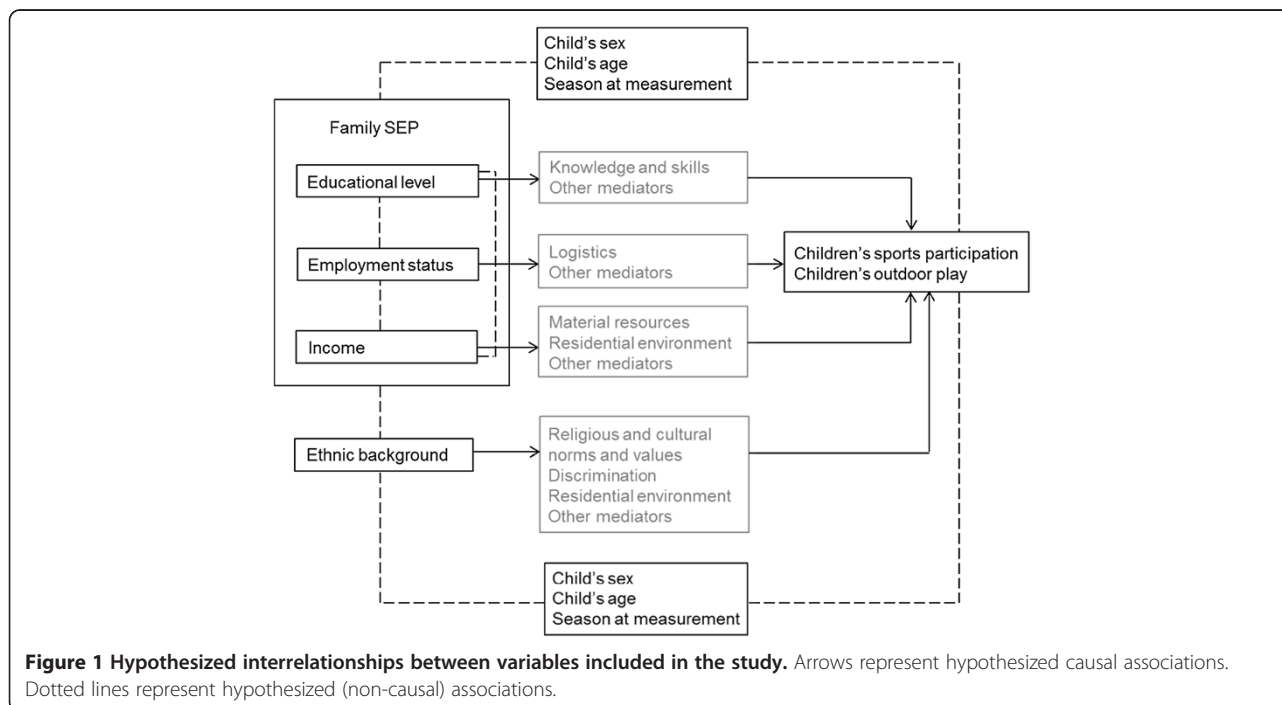 Child's sex
Child's age
Season at measurement
Family SEP
Educational level
Knowledge and skills
Other mediators
Employment status
Logistics
Other mediators
Children's sports participation
Children's outdoor play
Income
Material resources
Residential environment
Other mediators
Ethnic background
Religious and cultural
norms and values
Discrimination
Residential environment
Other mediators
Child's sex
Child's age
Season at measurement
Figure 1 Hypothesized interrelationships between variables included in the study. Arrows represent hypothesized causal associations.
Dotted lines represent hypothesized (non-causal) associations.